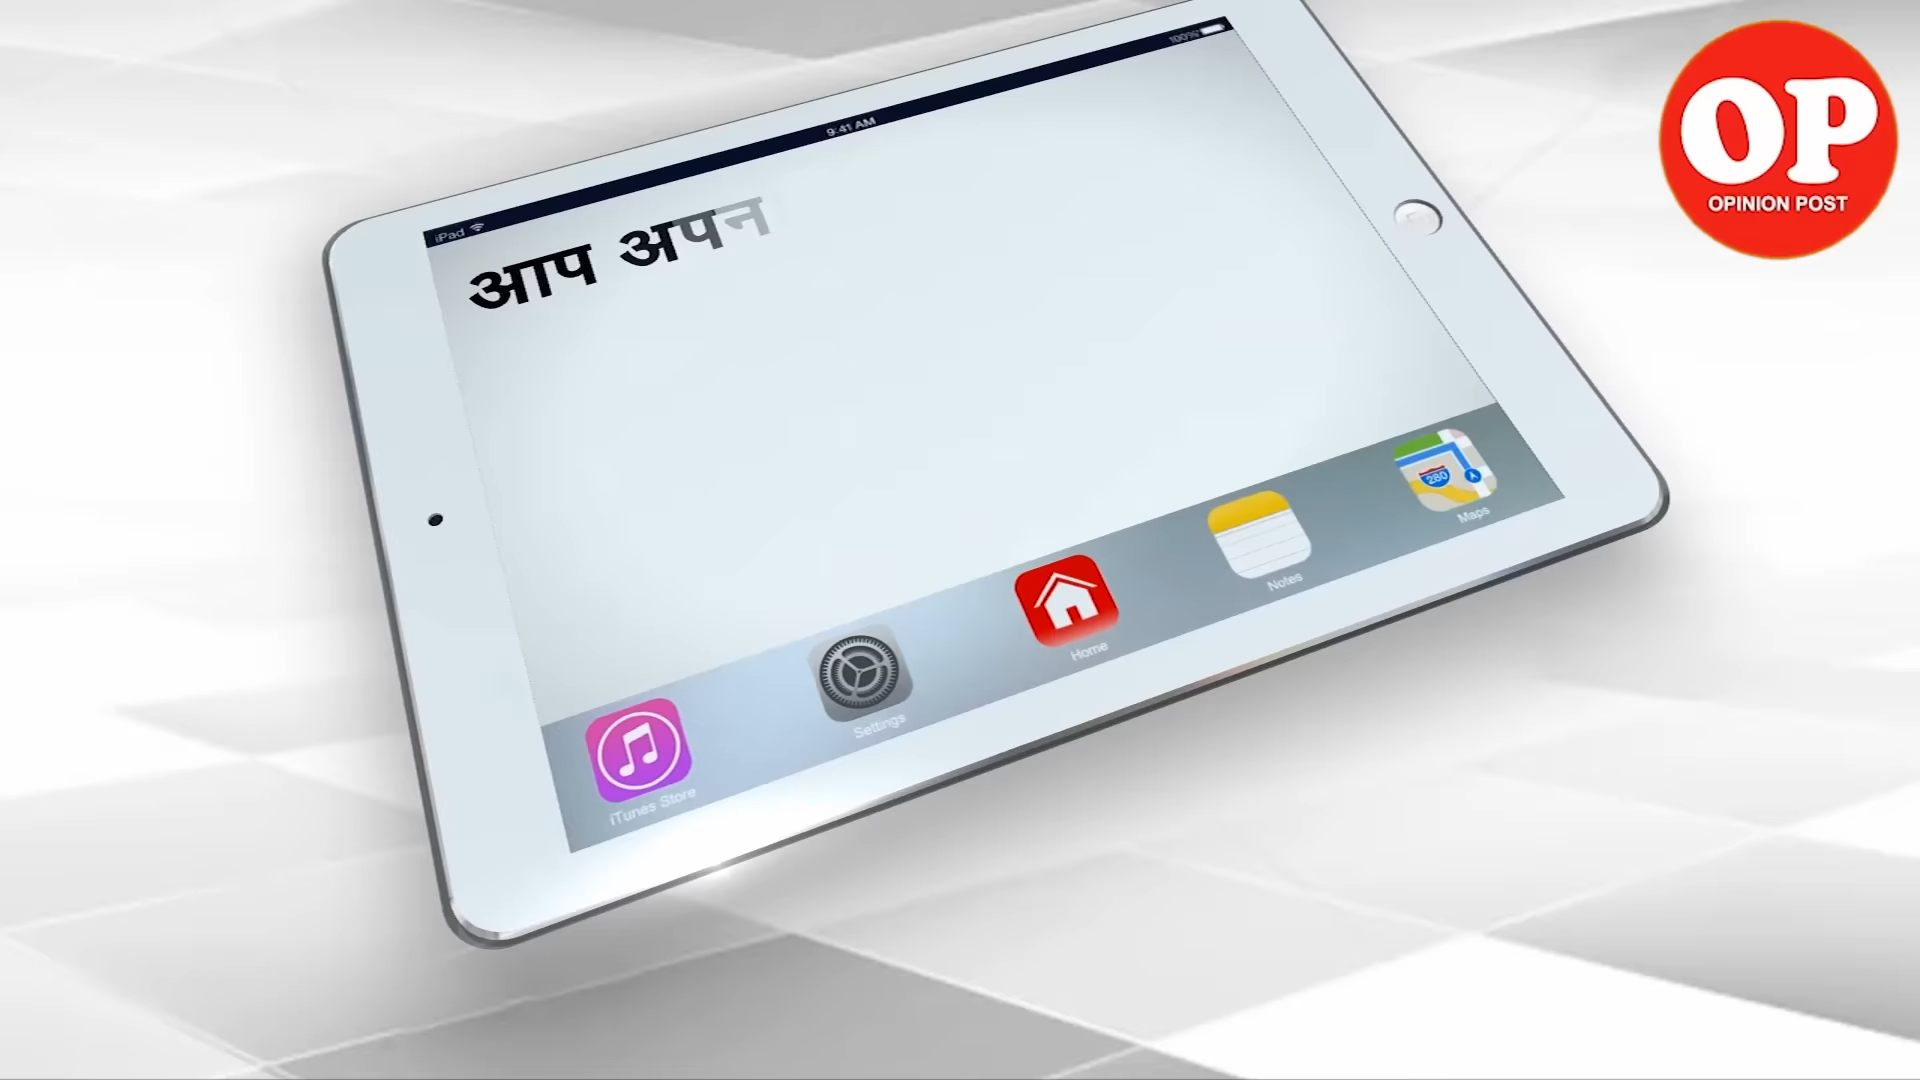 iPad
9:41 AM
100%
आप अपन
280
Maps
Notes
Home
Settings
iTunes Store
OP
OPINION POST